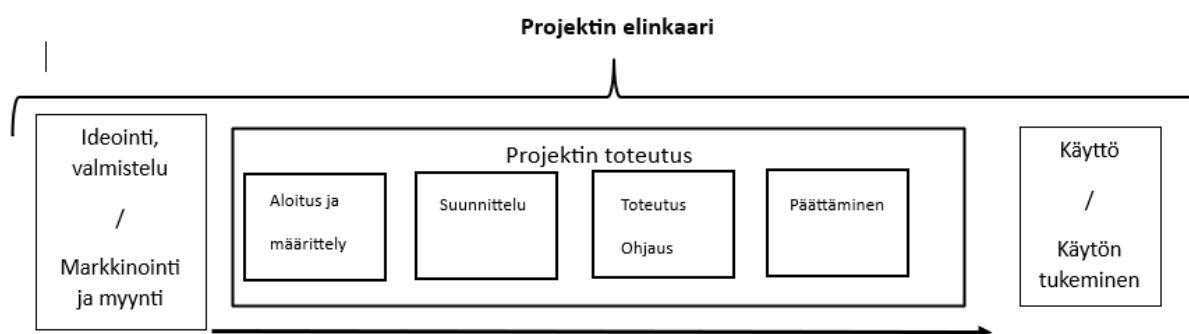 Projektin elinkaari
Ideointi,
valmistelu
/
Markkinointi
ja myynti
Projektin toteutus
Aloitus ja
määrittely
Suunnittelu
Toteutus
Ohjaus
Päättäminen
Käyttö
/
Käytön
tukeminen